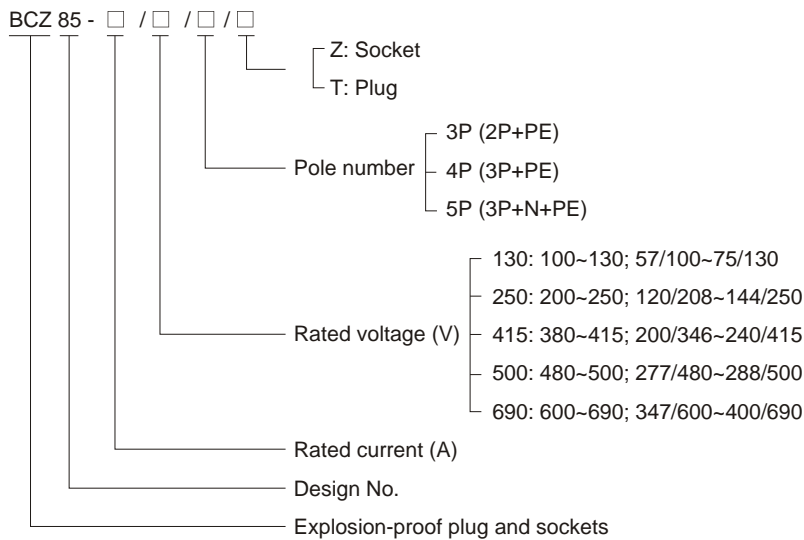 BCZ 85 - □ / □ / □ / □
Z: Socket
T: Plug
3P (2P+PE)
Pole number
4P (3P+PE)
5P (3P+N+PE)
130: 100~130; 57/100~75/130
250: 200~250; 120/208~144/250
Rated voltage (V)
415: 380~415; 200/346~240/415
500: 480~500; 277/480~288/500
690: 600~690; 347/600~400/690
Rated current (A)
Design No.
Explosion-proof plug and sockets